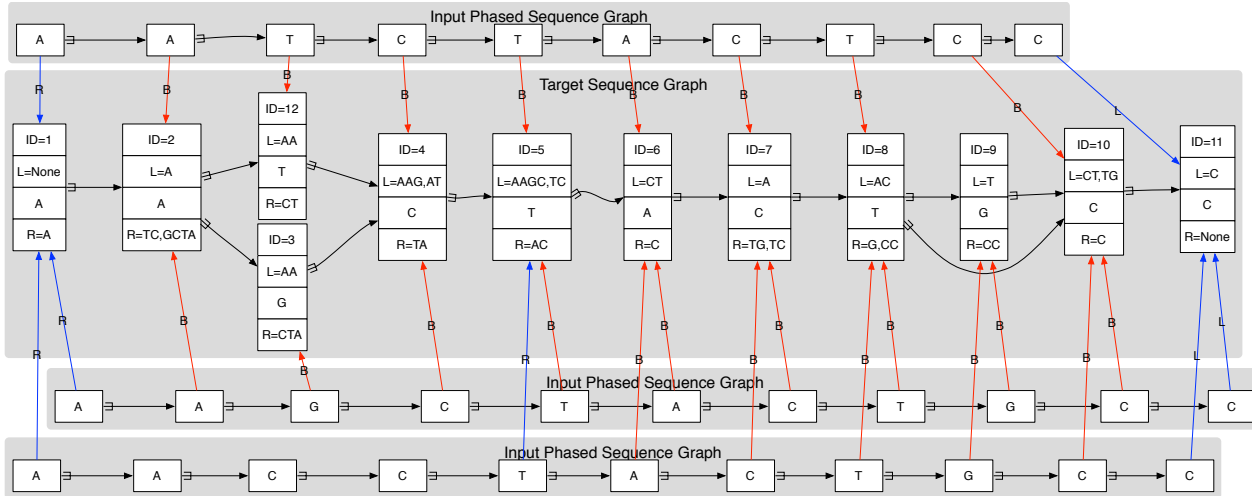 Input Phased Sequence Graph
A A T C T A C T C C
R B B B B B B B B L
Target Sequence Graph
ID=1
L=None
A
R=A
ID=2
L=A
A
R=TC,GCTA
ID=12
L=AA
T
R=CT
ID=3
L=AA
G
R=CTA
ID=4
L=AAG,AT
C
R=TA
ID=5
L=AAGC,TC
T
R=AC
ID=6
L=CT
A
R=C
ID=7
L=A
C
R=TG,TC
ID=8
L=AC
T
R=G,CC
ID=9
L=T
G
R=CC
ID=10
L=CT,TG
C
R=C
ID=11
L=C
C
R=None
R B B B B B B B B L
R R B B B B B B L
B
Input Phased Sequence Graph
A A G C T A C T G C C
Input Phased Sequence Graph
A A C C T A C T G C C